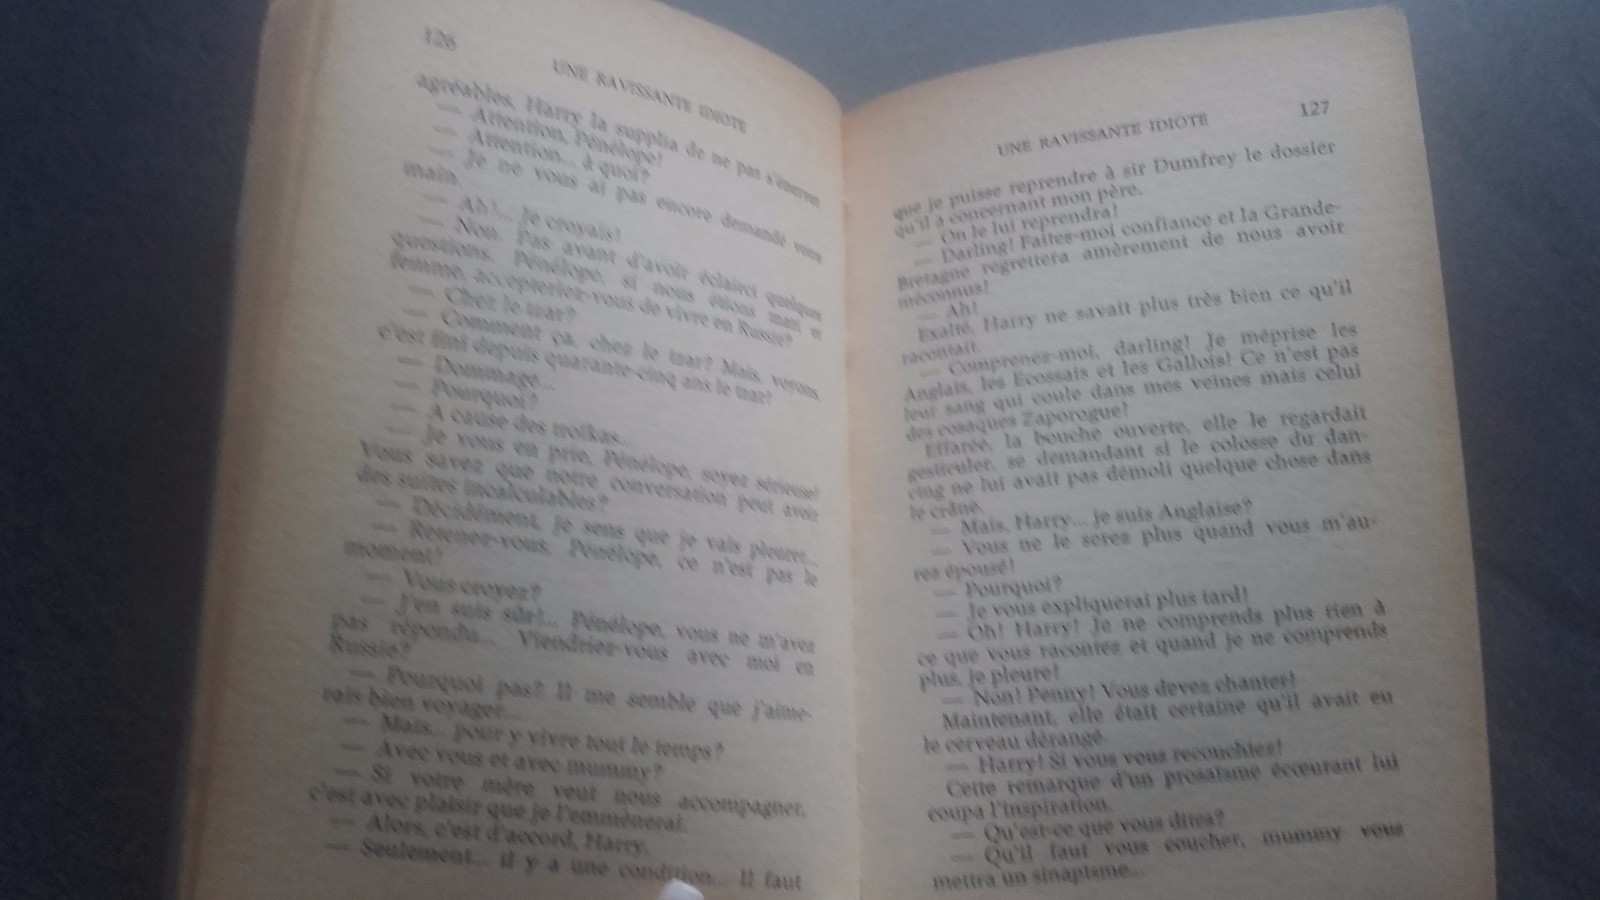 126
UNE RAVISSANTE IDIOTE
agréables, Harry la supplia de ne pas s'énerver.
— Attention, Pénélope!
— Attention... à quoi?
— Je ne vous ai pas encore demandé votre
main.
— Ah!... Je croyais!
— Non. Pas avant d'avoir éclairci quelques
questions. Pénélope, si nous étions mari et
femme, accepteriez-vous de vivre en Russie?
— Chez le tzar?
— Comment ça, chez le tzar? Mais, voyons,
c'est fini depuis quarante-cinq ans le tzar!
— Dommage...
— Pourquoi?
— A cause des troïkas...
— Je vous en prie, Pénélope, soyez sérieuse!
Vous savez que notre conversation peut avoir
des suites incalculables?
— Décidément, je sens que je vais pleurer...
— Retenez-vous, Pénélope, ce n'est pas le
moment!
— Vous croyez?
— J'en suis sûr!... Pénélope, vous ne m'avez
pas répondu... Viendriez-vous avec moi en
Russie?
— Pourquoi pas? Il me semble que j'aime-
rais bien voyager...
— Mais... pour y vivre tout le temps?
— Avec vous et avec mummy?
— Si votre mère veut nous accompagner,
c'est avec plaisir que je l'emmènerai.
— Alors, c'est d'accord, Harry.
— Seulement... il y a une condition... Il faut
UNE RAVISSANTE IDIOTE
127
que je puisse reprendre à sir Dumfrey le dossier
qu'il a concernant mon père.
— On le lui reprendra!
— Darling! Faites-moi confiance et la Grande-
Bretagne regrettera amèrement de nous avoir
méconnus!
— Ah!
Exalté, Harry ne savait plus très bien ce qu'il
racontait.
— Comprenez-moi, darling! Je méprise les
Anglais, les Ecossais et les Gallois! Ce n'est pas
leur sang qui coule dans mes veines mais celui
des cosaques Zaporogue!
Effarée, la bouche ouverte, elle le regardait
gesticuler, se demandant si le colosse du dan-
cing ne lui avait pas démoli quelque chose dans
le crâne.
— Mais, Harry... je suis Anglaise?
— Vous ne le serez plus quand vous m'au-
rez épousé!
— Pourquoi?
— Je vous expliquerai plus tard!
— Oh! Harry! Je ne comprends plus rien à
ce que vous racontez et quand je ne comprends
plus, je pleure!
— Non! Penny! Vous devez chanter!
Maintenant, elle était certaine qu'il avait eu
le cerveau dérangé.
— Harry! Si vous vous recouchiez!
Cette remarque d'un prosaïsme écœurant lui
coupa l'inspiration.
— Qu'est-ce que vous dites?
— Qu'il faut vous coucher, mummy vous
mettra un sinapisme...